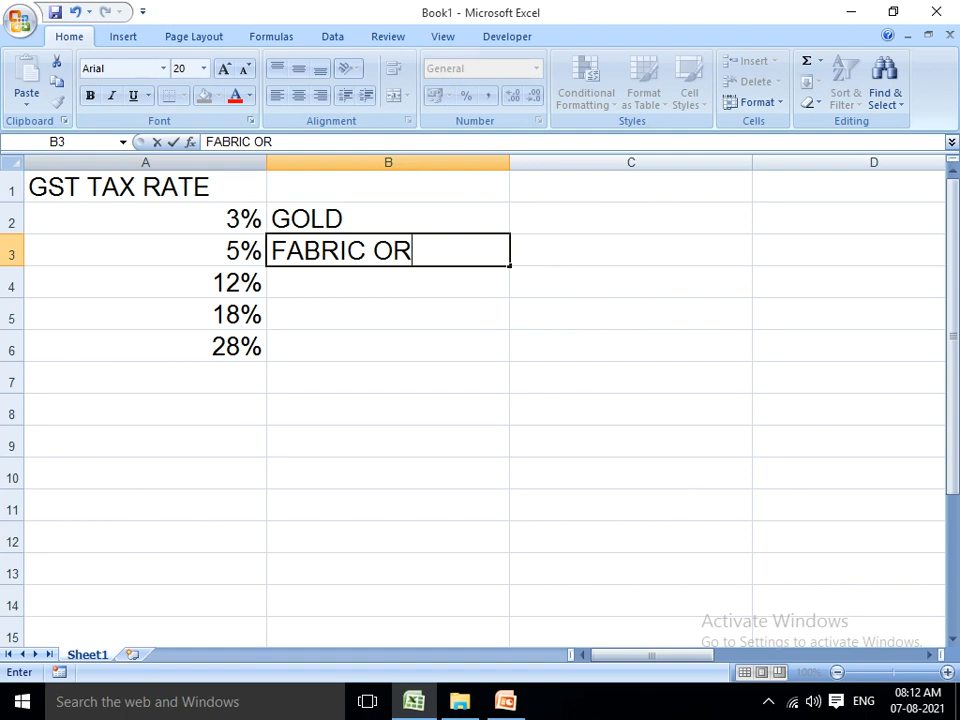 Book1 - Microsoft Excel
Home Insert Page Layout Formulas Data Review View Developer
Paste
Arial 20
B I U
General
% ,
Conditional Formatting
Format as Table
Cell Styles
Insert
Delete
Format
Σ
Sort & Filter
Find & Select
Clipboard Font Alignment Number Styles Cells Editing
B3 fx FABRIC OR
A B C D
1 GST TAX RATE
2 3% GOLD
3 5% FABRIC OR
4 12%
5 18%
6 28%
7
8
9
10
11
12
13
14
15
Activate Windows
Go to Settings to activate Windows.
Sheet1
Enter 100%
Search the web and Windows
ENG
08:12 AM
07-08-2021